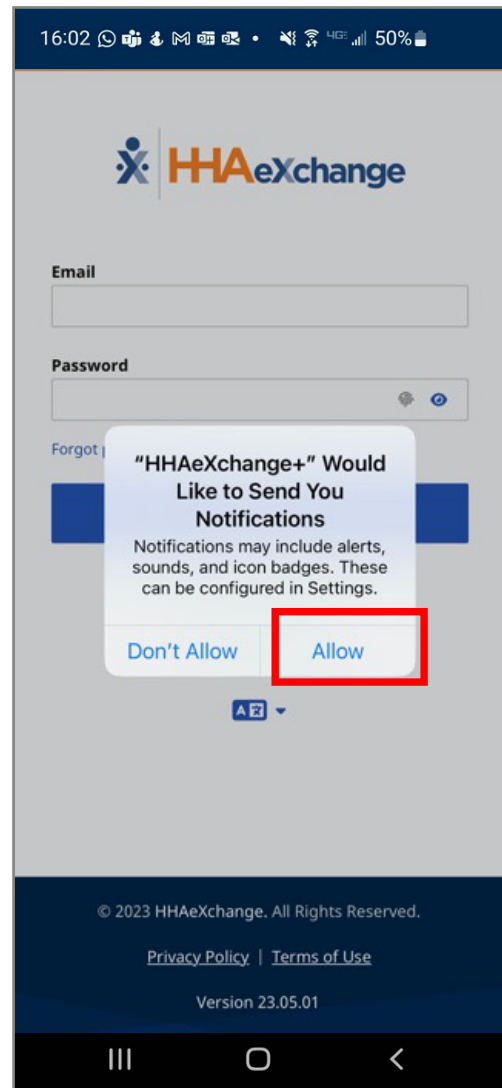 16:02 4GE 50%
HHAeXchange
Email
Password
Forgot
"HHAeXchange+" Would
Like to Send You
Notifications
Notifications may include alerts,
sounds, and icon badges. These
can be configured in Settings.
Don't Allow Allow
© 2023 HHAeXchange. All Rights Reserved.
Privacy Policy | Terms of Use
Version 23.05.01